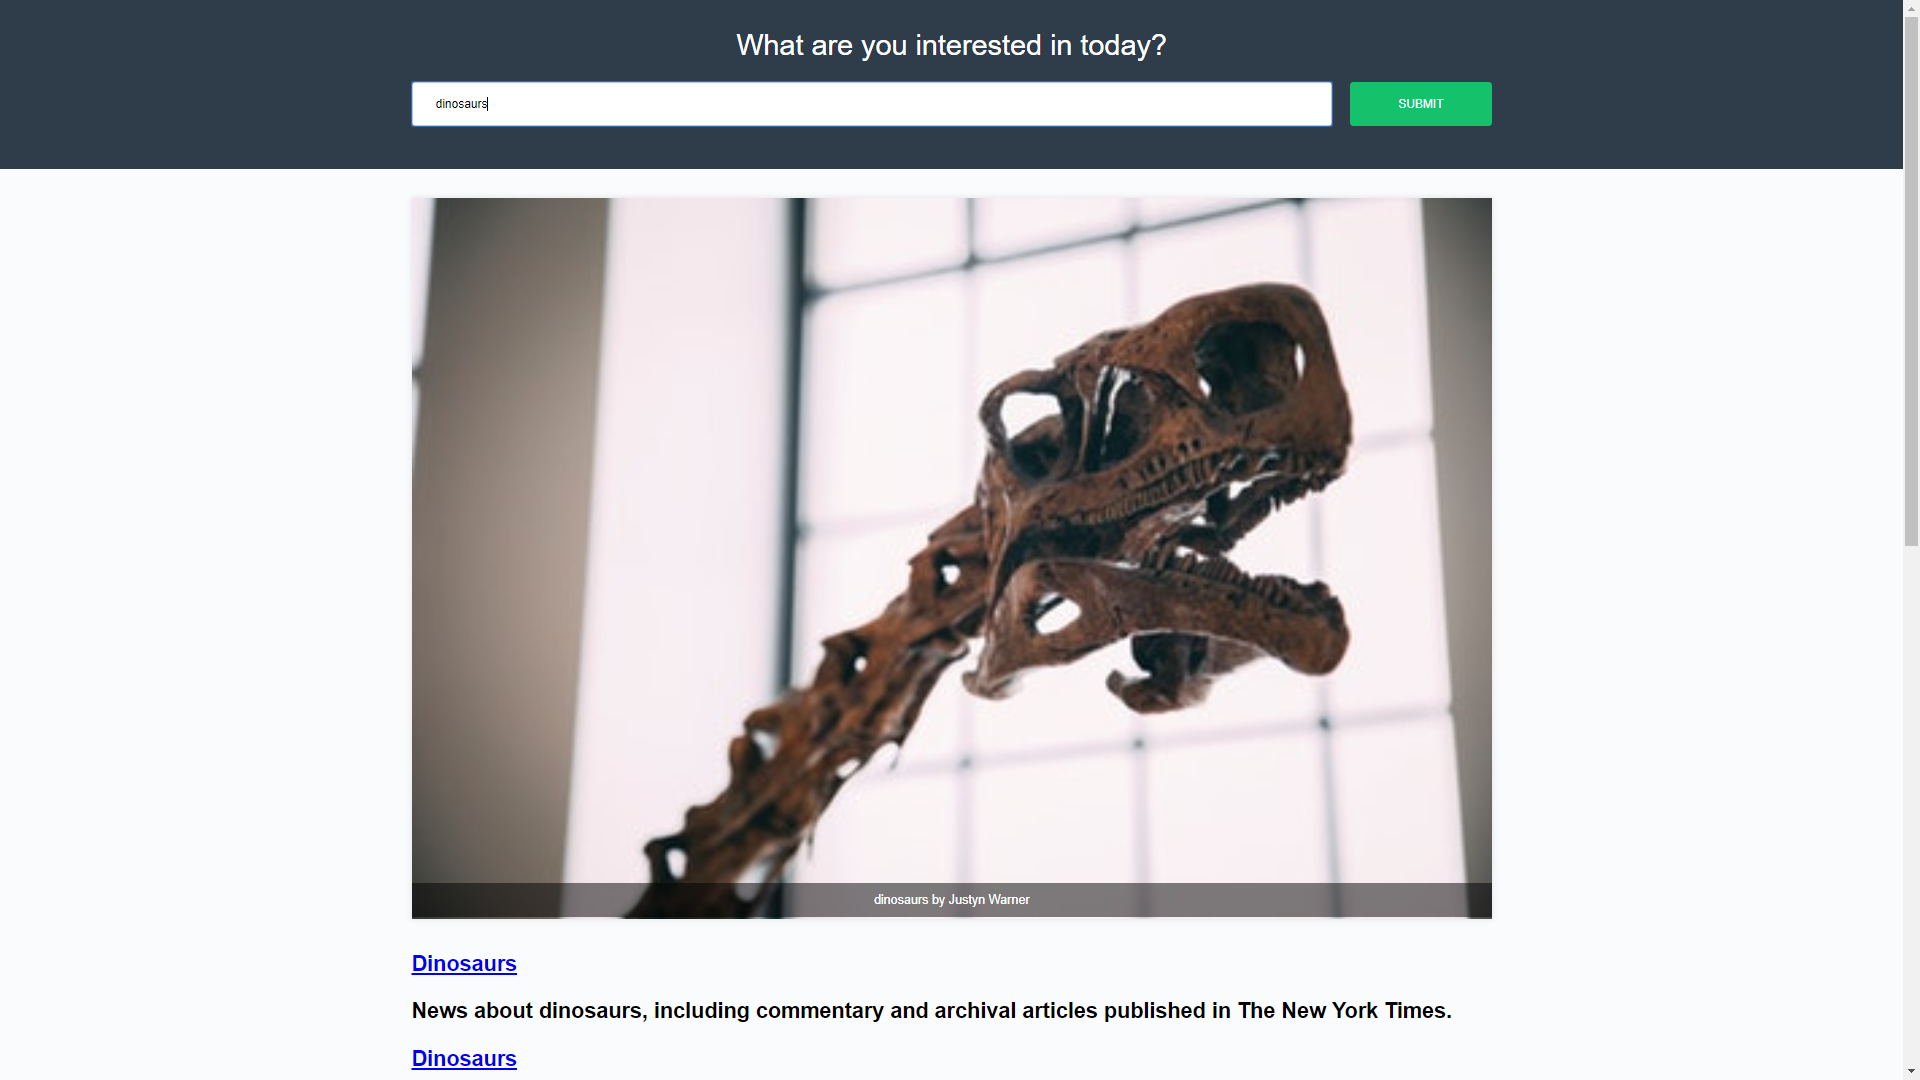 What are you interested in today?
dinosaurs
SUBMIT
dinosaurs by Justyn Warner
Dinosaurs
News about dinosaurs, including commentary and archival articles published in The New York Times.
Dinosaurs